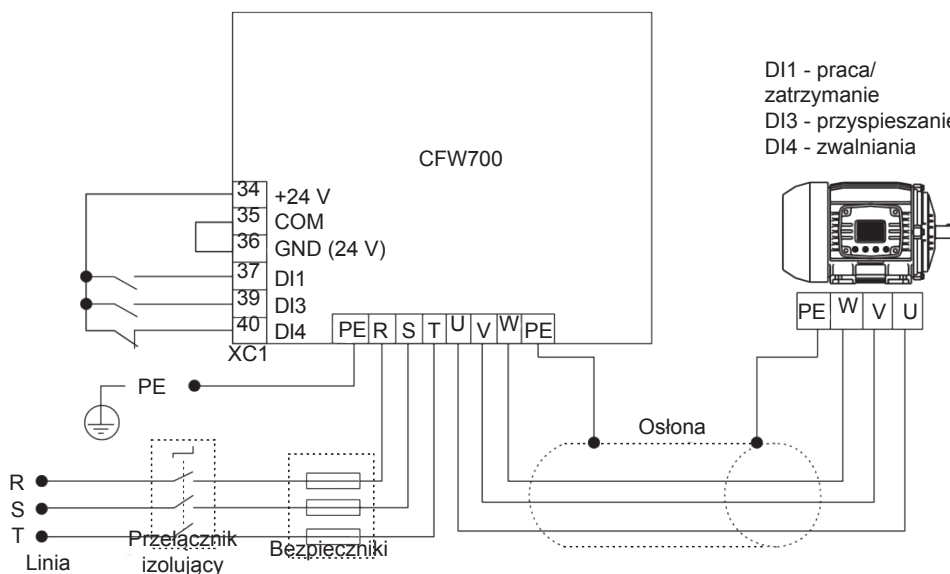 DI1 - praca/
zatrzymanie
DI3 - przyspieszanie
DI4 - zwalniania
CFW700
34 +24 V
35 COM
36 GND (24 V)
37 DI1
39 DI3
40 DI4
XC1
PE R S T U V W PE
PE W V U
PE
Osłona
R
S
T
Linia
Przełącznik
izolujący
Bezpieczniki